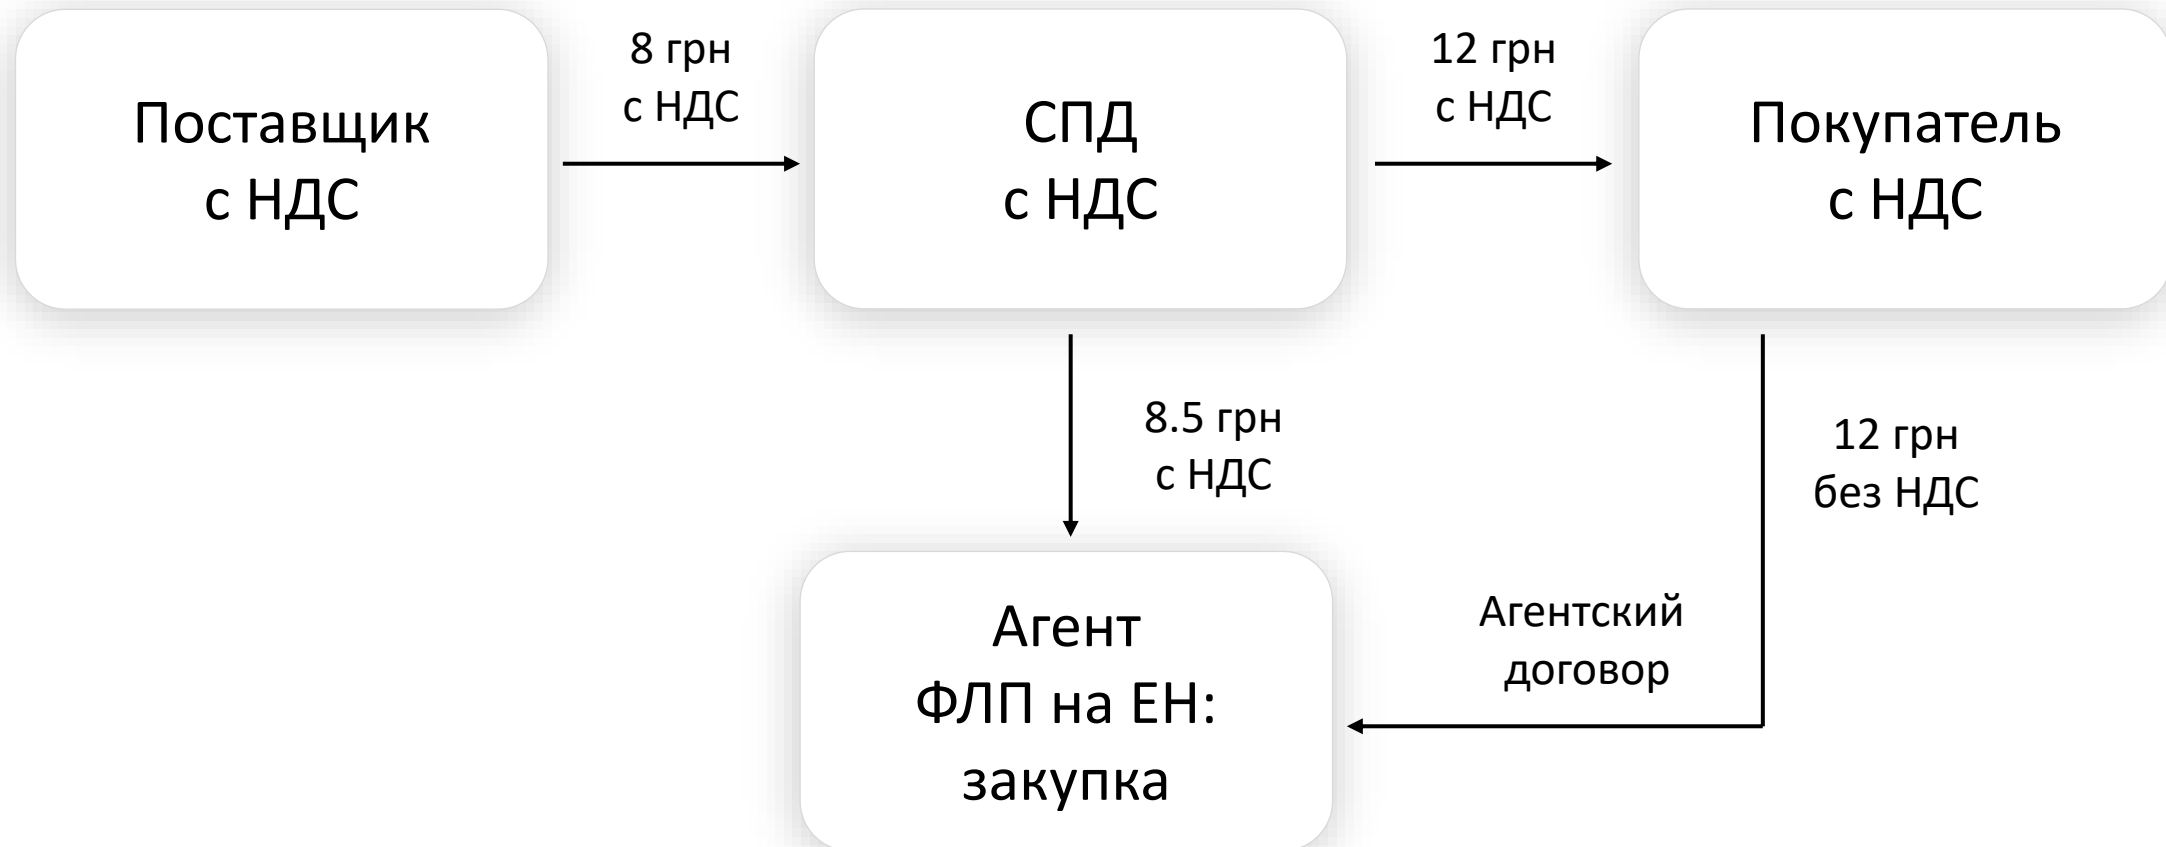 Поставщик
с НДС
8 грн
с НДС
СПД
с НДС
12 грн
с НДС
Покупатель
с НДС
8.5 грн
с НДС
12 грн
без НДС
Агентский
договор
Агент
ФЛП на ЕН:
закупка